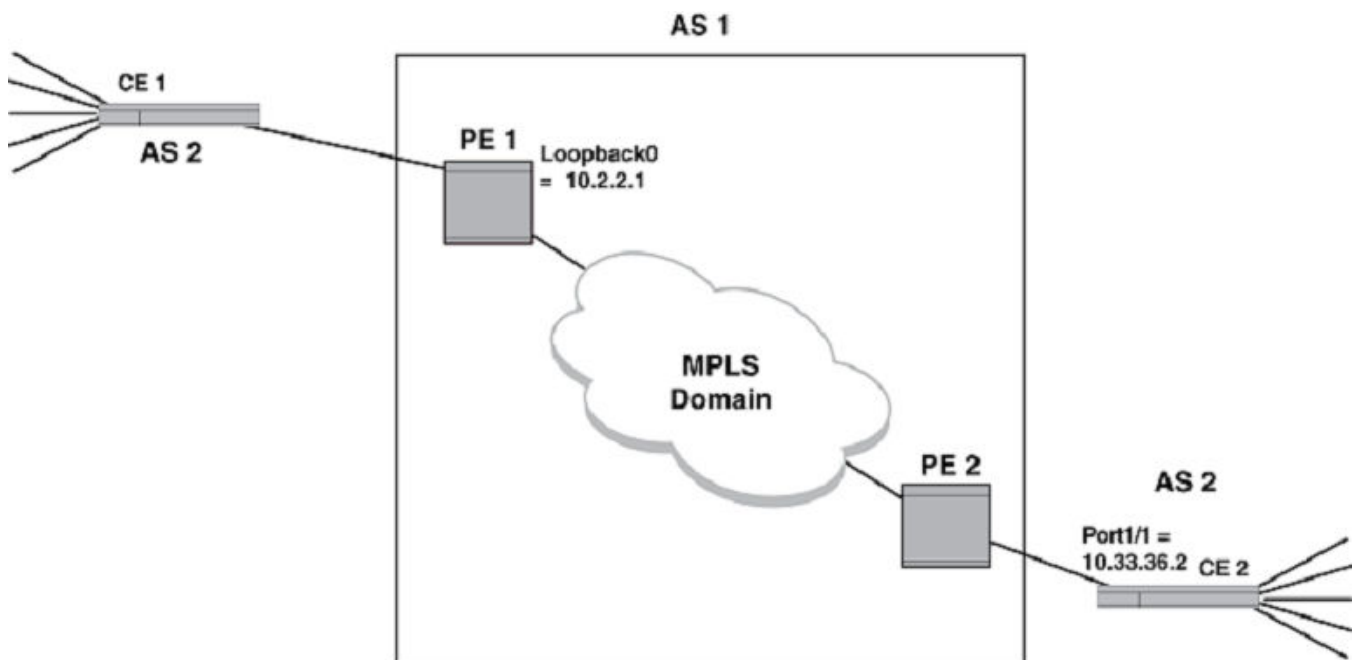 AS 1
CE 1
AS 2
PE 1
Loopback0
= 10.2.2.1
MPLS
Domain
PE 2
AS 2
Port1/1 =
10.33.36.2
CE 2